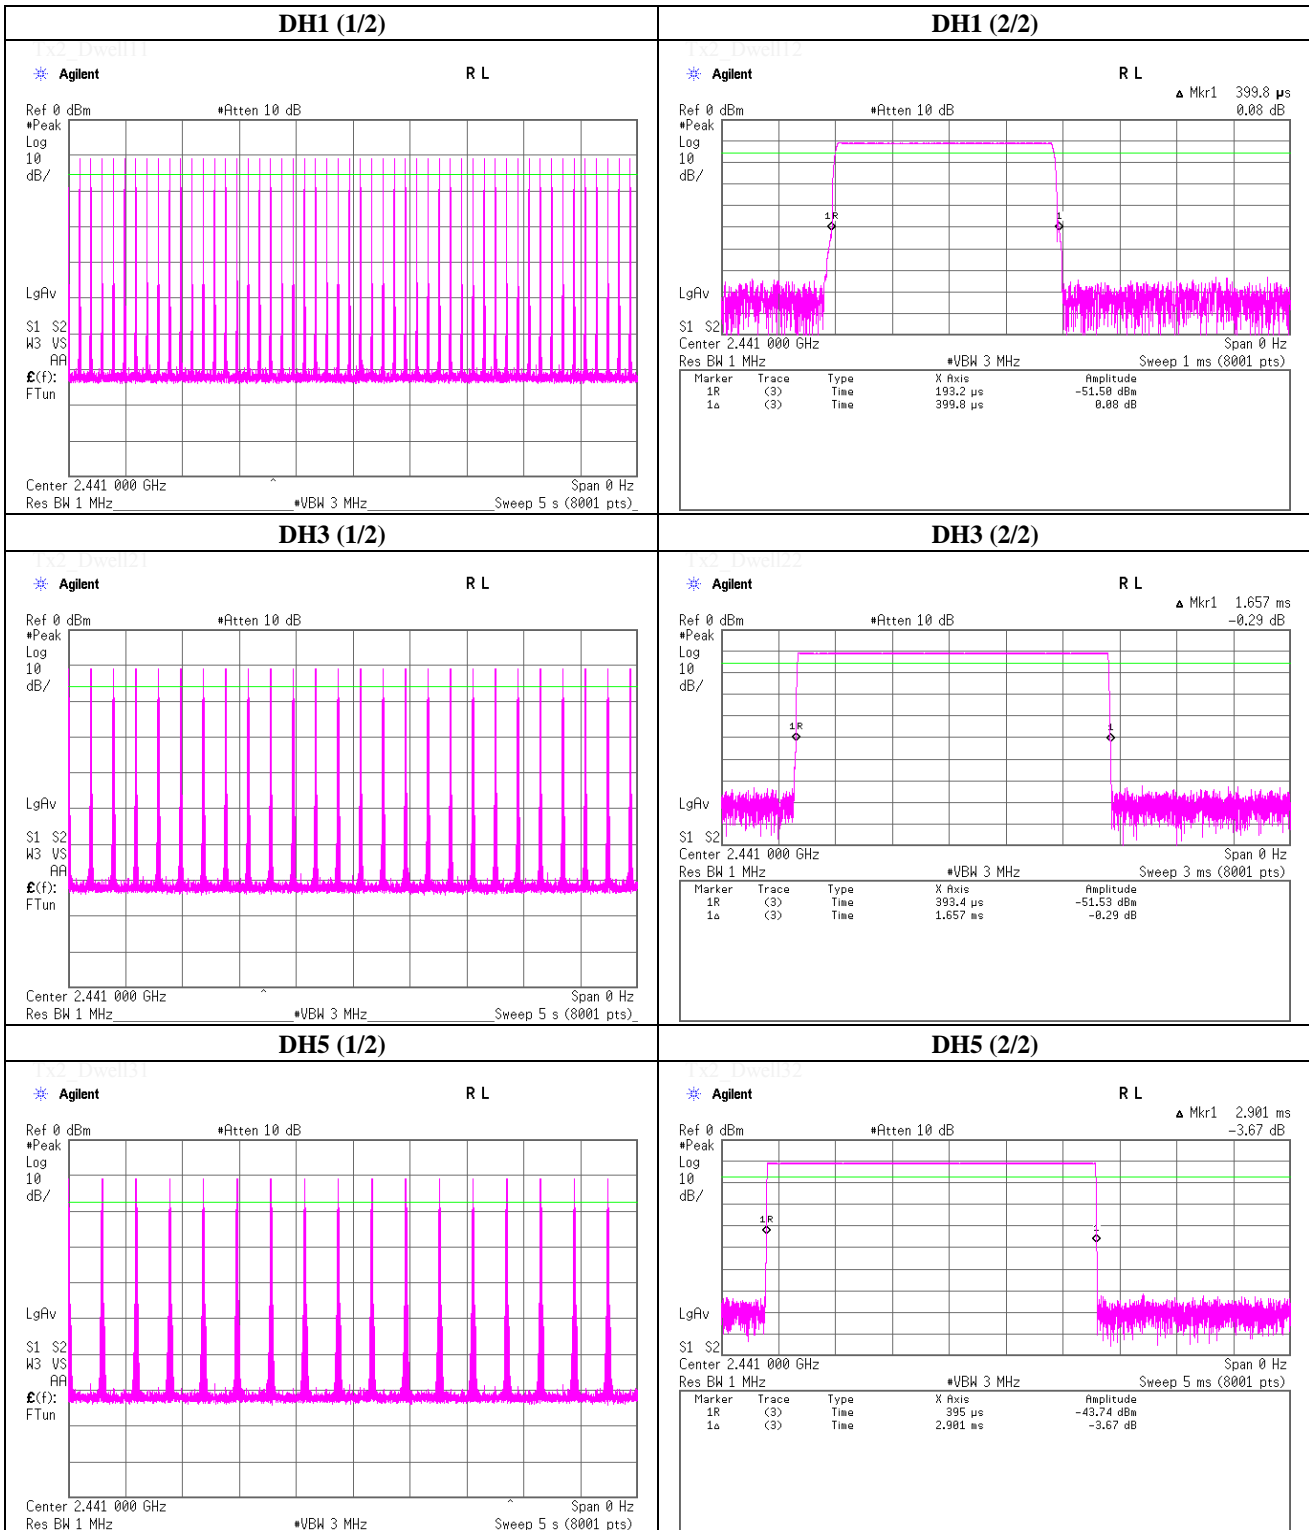 DH1 (1/2)
Tx2_Dwell11
Agilent R L
Ref 0 dBm #Atten 10 dB
#Peak
Log
10
dB/
LgAv
S1 S2
W3 VS
AA
£(f):
FTun
Center 2.441 000 GHz Span 0 Hz
Res BW 1 MHz #VBW 3 MHz Sweep 5 s (8001 pts)
DH1 (2/2)
Tx2_Dwell12
Agilent R L
Δ Mkr1 399.8 µs
Ref 0 dBm #Atten 10 dB 0.08 dB
#Peak
Log
10
dB/
1R
1
LgAv
S1 S2
Center 2.441 000 GHz Span 0 Hz
Res BW 1 MHz #VBW 3 MHz Sweep 1 ms (8001 pts)
Marker Trace Type X Axis Amplitude
1R (3) Time 193.2 µs -51.50 dBm
1Δ (3) Time 399.8 µs 0.08 dB
DH3 (1/2)
Tx2_Dwell21
Agilent R L
Ref 0 dBm #Atten 10 dB
#Peak
Log
10
dB/
LgAv
S1 S2
W3 VS
AA
£(f):
FTun
Center 2.441 000 GHz Span 0 Hz
Res BW 1 MHz #VBW 3 MHz Sweep 5 s (8001 pts)
DH3 (2/2)
Tx2_Dwell22
Agilent R L
Δ Mkr1 1.657 ms
Ref 0 dBm #Atten 10 dB -0.29 dB
#Peak
Log
10
dB/
1R
1
LgAv
S1 S2
Center 2.441 000 GHz Span 0 Hz
Res BW 1 MHz #VBW 3 MHz Sweep 3 ms (8001 pts)
Marker Trace Type X Axis Amplitude
1R (3) Time 393.4 µs -51.53 dBm
1Δ (3) Time 1.657 ms -0.29 dB
DH5 (1/2)
Tx2_Dwell31
Agilent R L
Ref 0 dBm #Atten 10 dB
#Peak
Log
10
dB/
LgAv
S1 S2
W3 VS
AA
£(f):
FTun
Center 2.441 000 GHz Span 0 Hz
Res BW 1 MHz #VBW 3 MHz Sweep 5 s (8001 pts)
DH5 (2/2)
Tx2_Dwell32
Agilent R L
Δ Mkr1 2.901 ms
Ref 0 dBm #Atten 10 dB -3.67 dB
#Peak
Log
10
dB/
1R
1
LgAv
S1 S2
Center 2.441 000 GHz Span 0 Hz
Res BW 1 MHz #VBW 3 MHz Sweep 5 ms (8001 pts)
Marker Trace Type X Axis Amplitude
1R (3) Time 395 µs -43.74 dBm
1Δ (3) Time 2.901 ms -3.67 dB